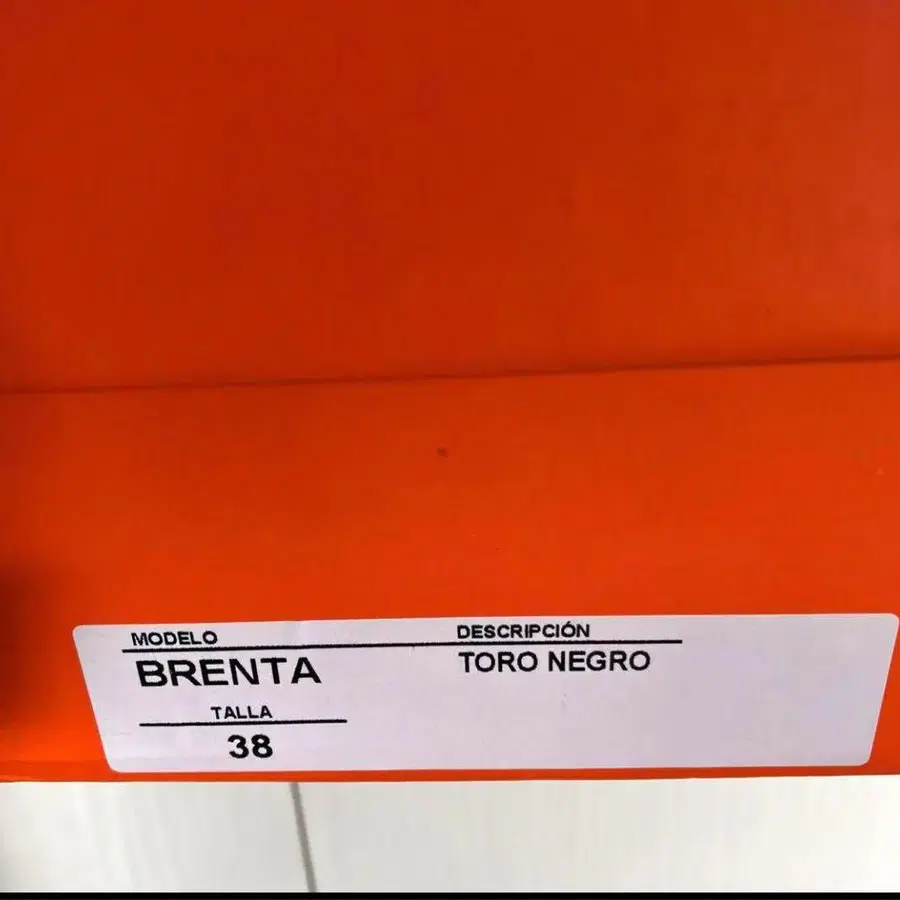 MODELO
BRENTA
TALLA
38
DESCRIPCIÓN
TORO NEGRO